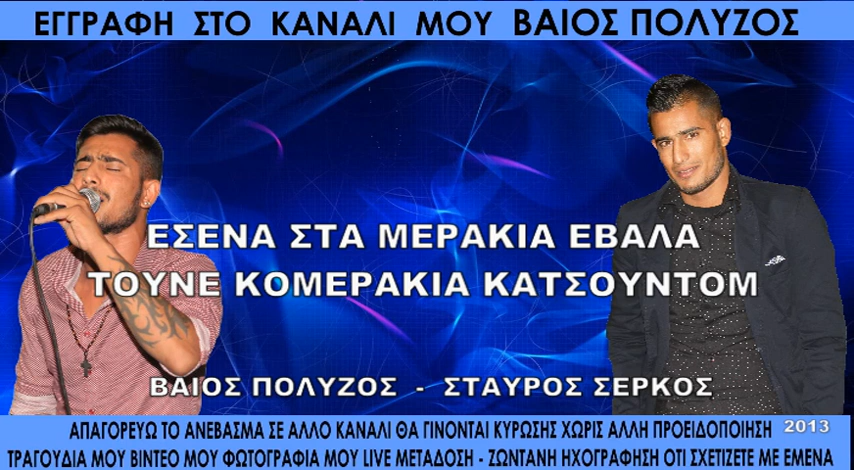 ΕΓΓΡΑΦΗ ΣΤΟ ΚΑΝΑΛΙ ΜΟΥ ΒΑΙΟΣ ΠΟΛΥΖΟΣ
ΕΣΕΝΑ ΣΤΑ ΜΕΡΑΚΙΑ ΕΒΑΛΑ
ΤΟΥΝΕ ΚΟΜΕΡΑΚΙΑ ΚΑΤΣΟΥΝΤΟΜ
ΒΑΙΟΣ ΠΟΛΥΖΟΣ - ΣΤΑΥΡΟΣ ΣΕΡΚΟΣ
ΑΠΑΓΟΡΕΥΩ ΤΟ ΑΝΕΒΑΣΜΑ ΣΕ ΑΛΛΟ ΚΑΝΑΛΙ ΘΑ ΓΙΝΟΝΤΑΙ ΚΥΡΩΣΗΣ ΧΩΡΙΣ ΑΛΛΗ ΠΡΟΕΙΔΟΠΟΙΗΣΗ 2013
ΤΡΑΓΟΥΔΙΑ ΜΟΥ ΒΙΝΤΕΟ ΜΟΥ ΦΩΤΟΓΡΑΦΙΑ ΜΟΥ LIVE ΜΕΤΑΔΟΣΗ - ΖΩΝΤΑΝΗ ΗΧΟΓΡΑΦΗΣΗ ΟΤΙ ΣΧΕΤΙΖΕΤΕ ΜΕ ΕΜΕΝΑ